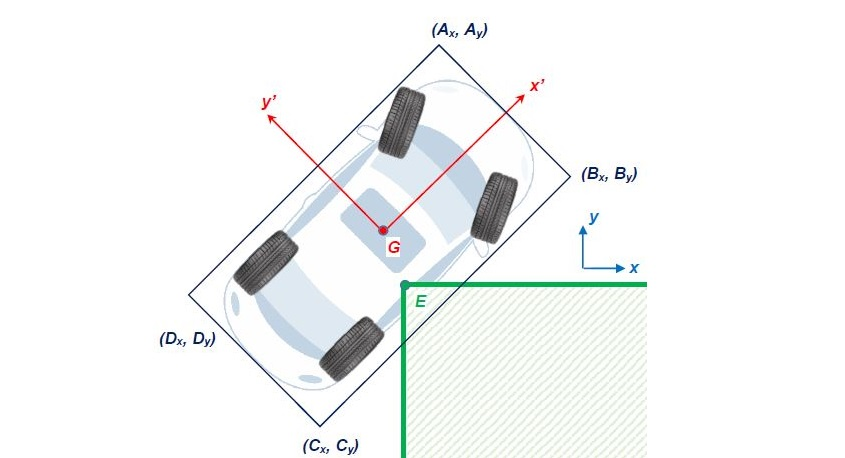 (Ax, Ay)
x'
y'
(Bx, By)
y
G
x
E
(Dx, Dy)
(Cx, Cy)